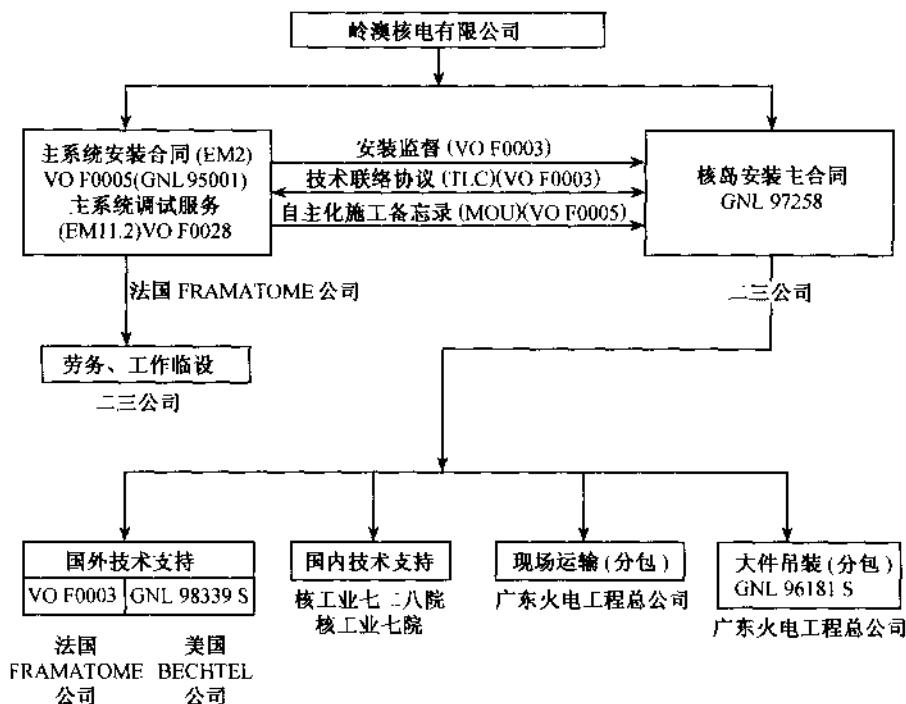 岭澳核电有限公司
主系统安装合同 (EM2)
VO F0005(GNL 95001)
主系统调试服务
(EM11.2)VO F0028
安装监督 (VO F0003)
技术联络协议 (TLC)(VO F0003)
自主化施工备忘录 (MOU)(VO F0005)
核岛安装主合同
GNL 97258
法国 FRAMATOME 公司
二三公司
劳务、工作临设
二三公司
国外技术支持
VO F0003
GNL 98339 S
法国
FRAMATOME
公司
美国
BECHTEL
公司
国内技术支持
核工业七二八院
核工业七院
现场运输 (分包)
广东火电工程总公司
大件吊装 (分包)
GNL 96181 S
广东火电工程总公司